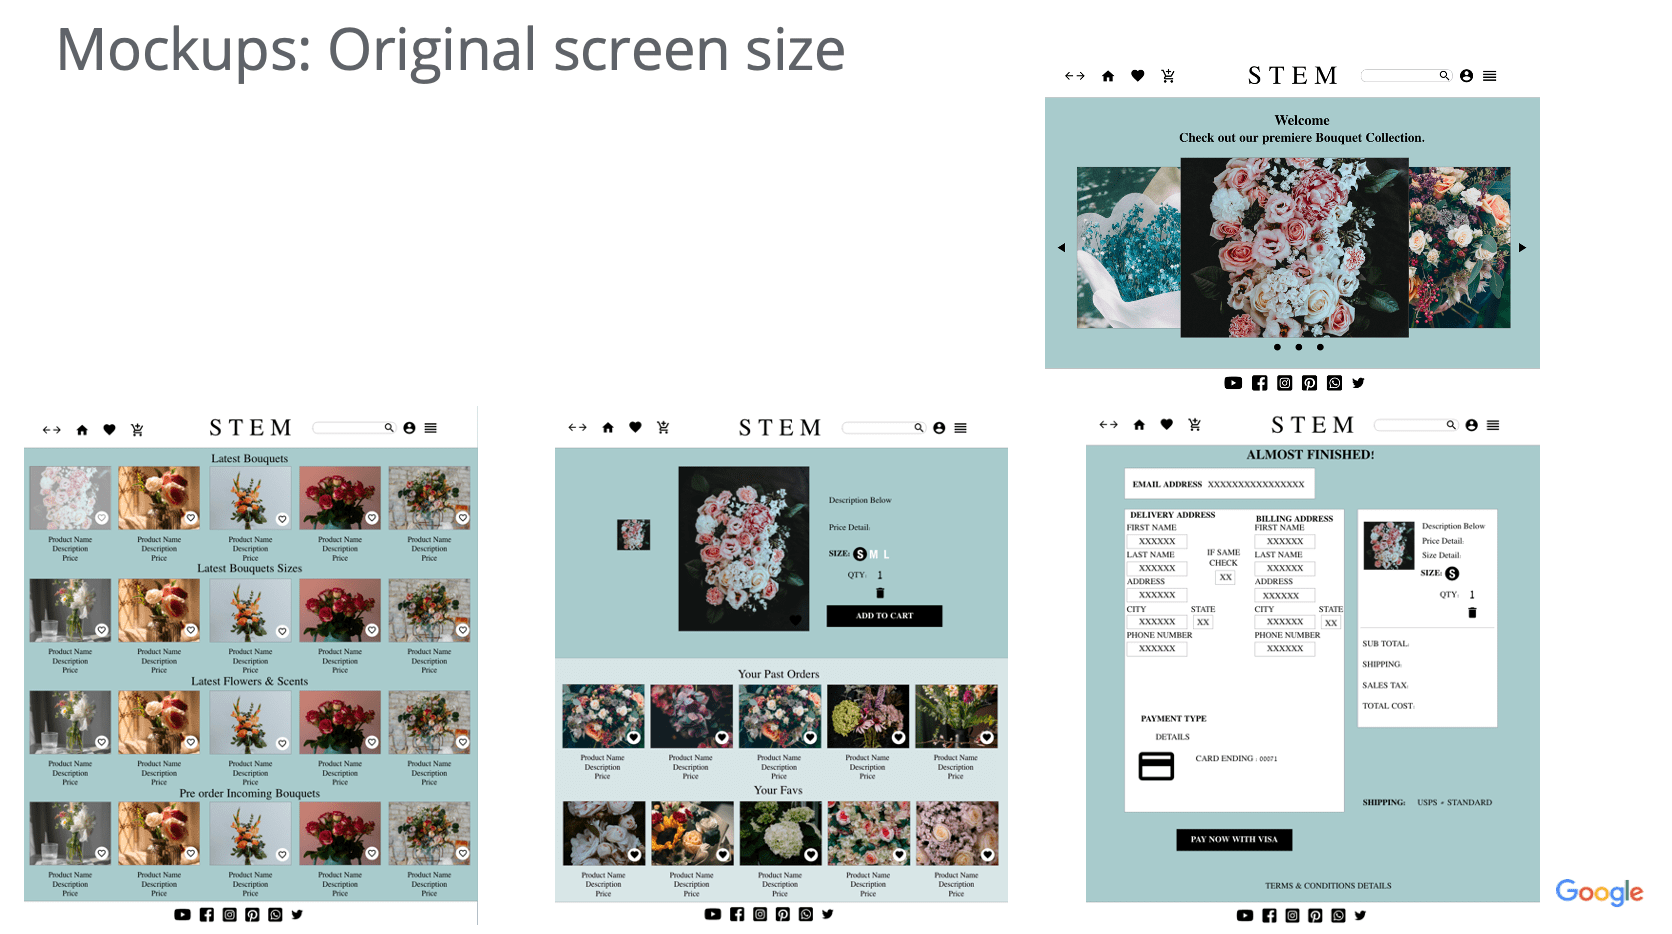 Mockups: Original screen size
STEM
Welcome
Check out our premiere Bouquet Collection.
STEM
Latest Bouquets
Product Name Product Name Product Name Product Name Product Name
Description Description Description Description Description
Price Price Price Price Price
Latest Bouquets Sizes
Product Name Product Name Product Name Product Name Product Name
Description Description Description Description Description
Price Price Price Price Price
Latest Flowers & Scents
Product Name Product Name Product Name Product Name Product Name
Description Description Description Description Description
Price Price Price Price Price
Pre order Incoming Bouquets
Product Name Product Name Product Name Product Name Product Name
Description Description Description Description Description
Price Price Price Price Price
STEM
Description Below
Price Detail:
SIZE: S M L
QTY: 1
ADD TO CART
Your Past Orders
Product Name Product Name Product Name Product Name Product Name
Description Description Description Description Description
Price Price Price Price Price
Your Favs
Product Name Product Name Product Name Product Name Product Name
Description Description Description Description Description
Price Price Price Price Price
STEM
ALMOST FINISHED!
EMAIL ADDRESS XXXXXXXXXXXXXXXX
DELIVERY ADDRESS
FIRST NAME
XXXXXX
LAST NAME
XXXXXX
ADDRESS
XXXXXX
CITY STATE
XXXXXX XX
PHONE NUMBER
XXXXXX
IF SAME
CHECK
XX
BILLING ADDRESS
FIRST NAME
XXXXXX
LAST NAME
XXXXXX
ADDRESS
XXXXXX
CITY STATE
XXXXXX XX
PHONE NUMBER
XXXXXX
PAYMENT TYPE
DETAILS
CARD ENDING : 00071
Description Below
Price Detail:
Size Detail:
SIZE: S
QTY: 1
SUB TOTAL:
SHIPPING:
SALES TAX:
TOTAL COST:
SHIPPING: USPS - STANDARD
PAY NOW WITH VISA
TERMS & CONDITIONS DETAILS
Google